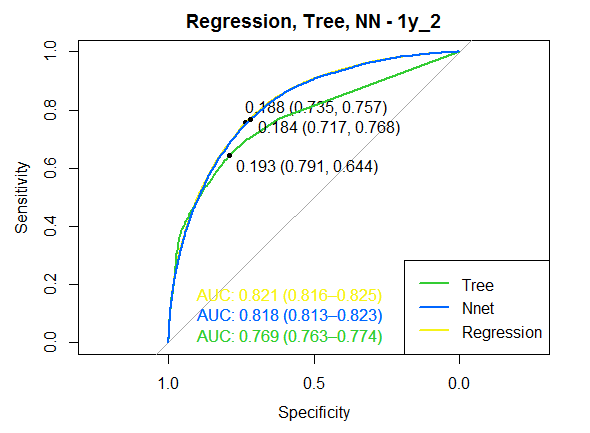 Regression, Tree, NN - 1y_2
1.0
0.8
0.6
0.4
0.2
0.0
Sensitivity
0.188 (0.735, 0.757)
0.184 (0.717, 0.768)
0.193 (0.791, 0.644)
AUC: 0.821 (0.816–0.825)
AUC: 0.818 (0.813–0.823)
AUC: 0.769 (0.763–0.774)
Tree
Nnet
Regression
1.0 0.5 0.0
Specificity